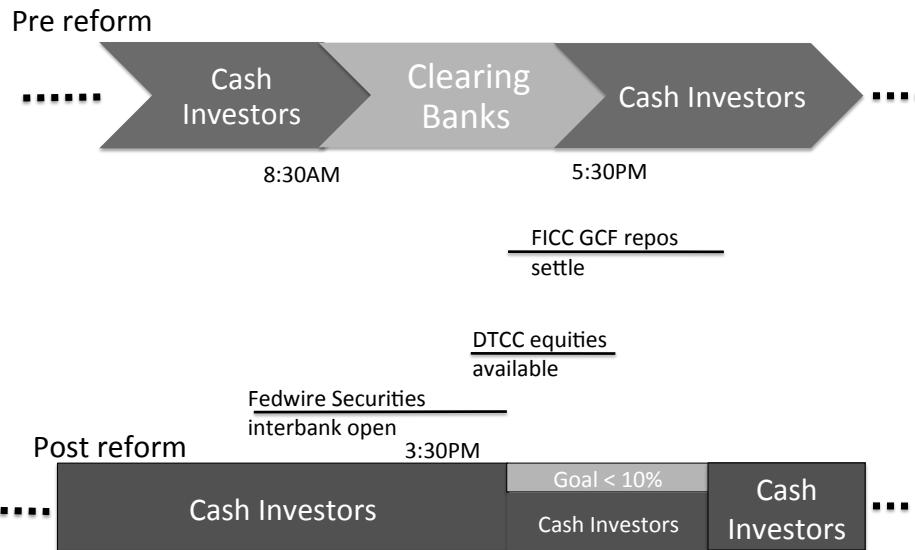 Pre reform
Cash
Investors
Clearing
Banks
Cash Investors
8:30AM
5:30PM
FICC GCF repos
settle
DTCC equities
available
Fedwire Securities
interbank open
3:30PM
Post reform
Cash Investors
Goal < 10%
Cash Investors
Cash
Investors